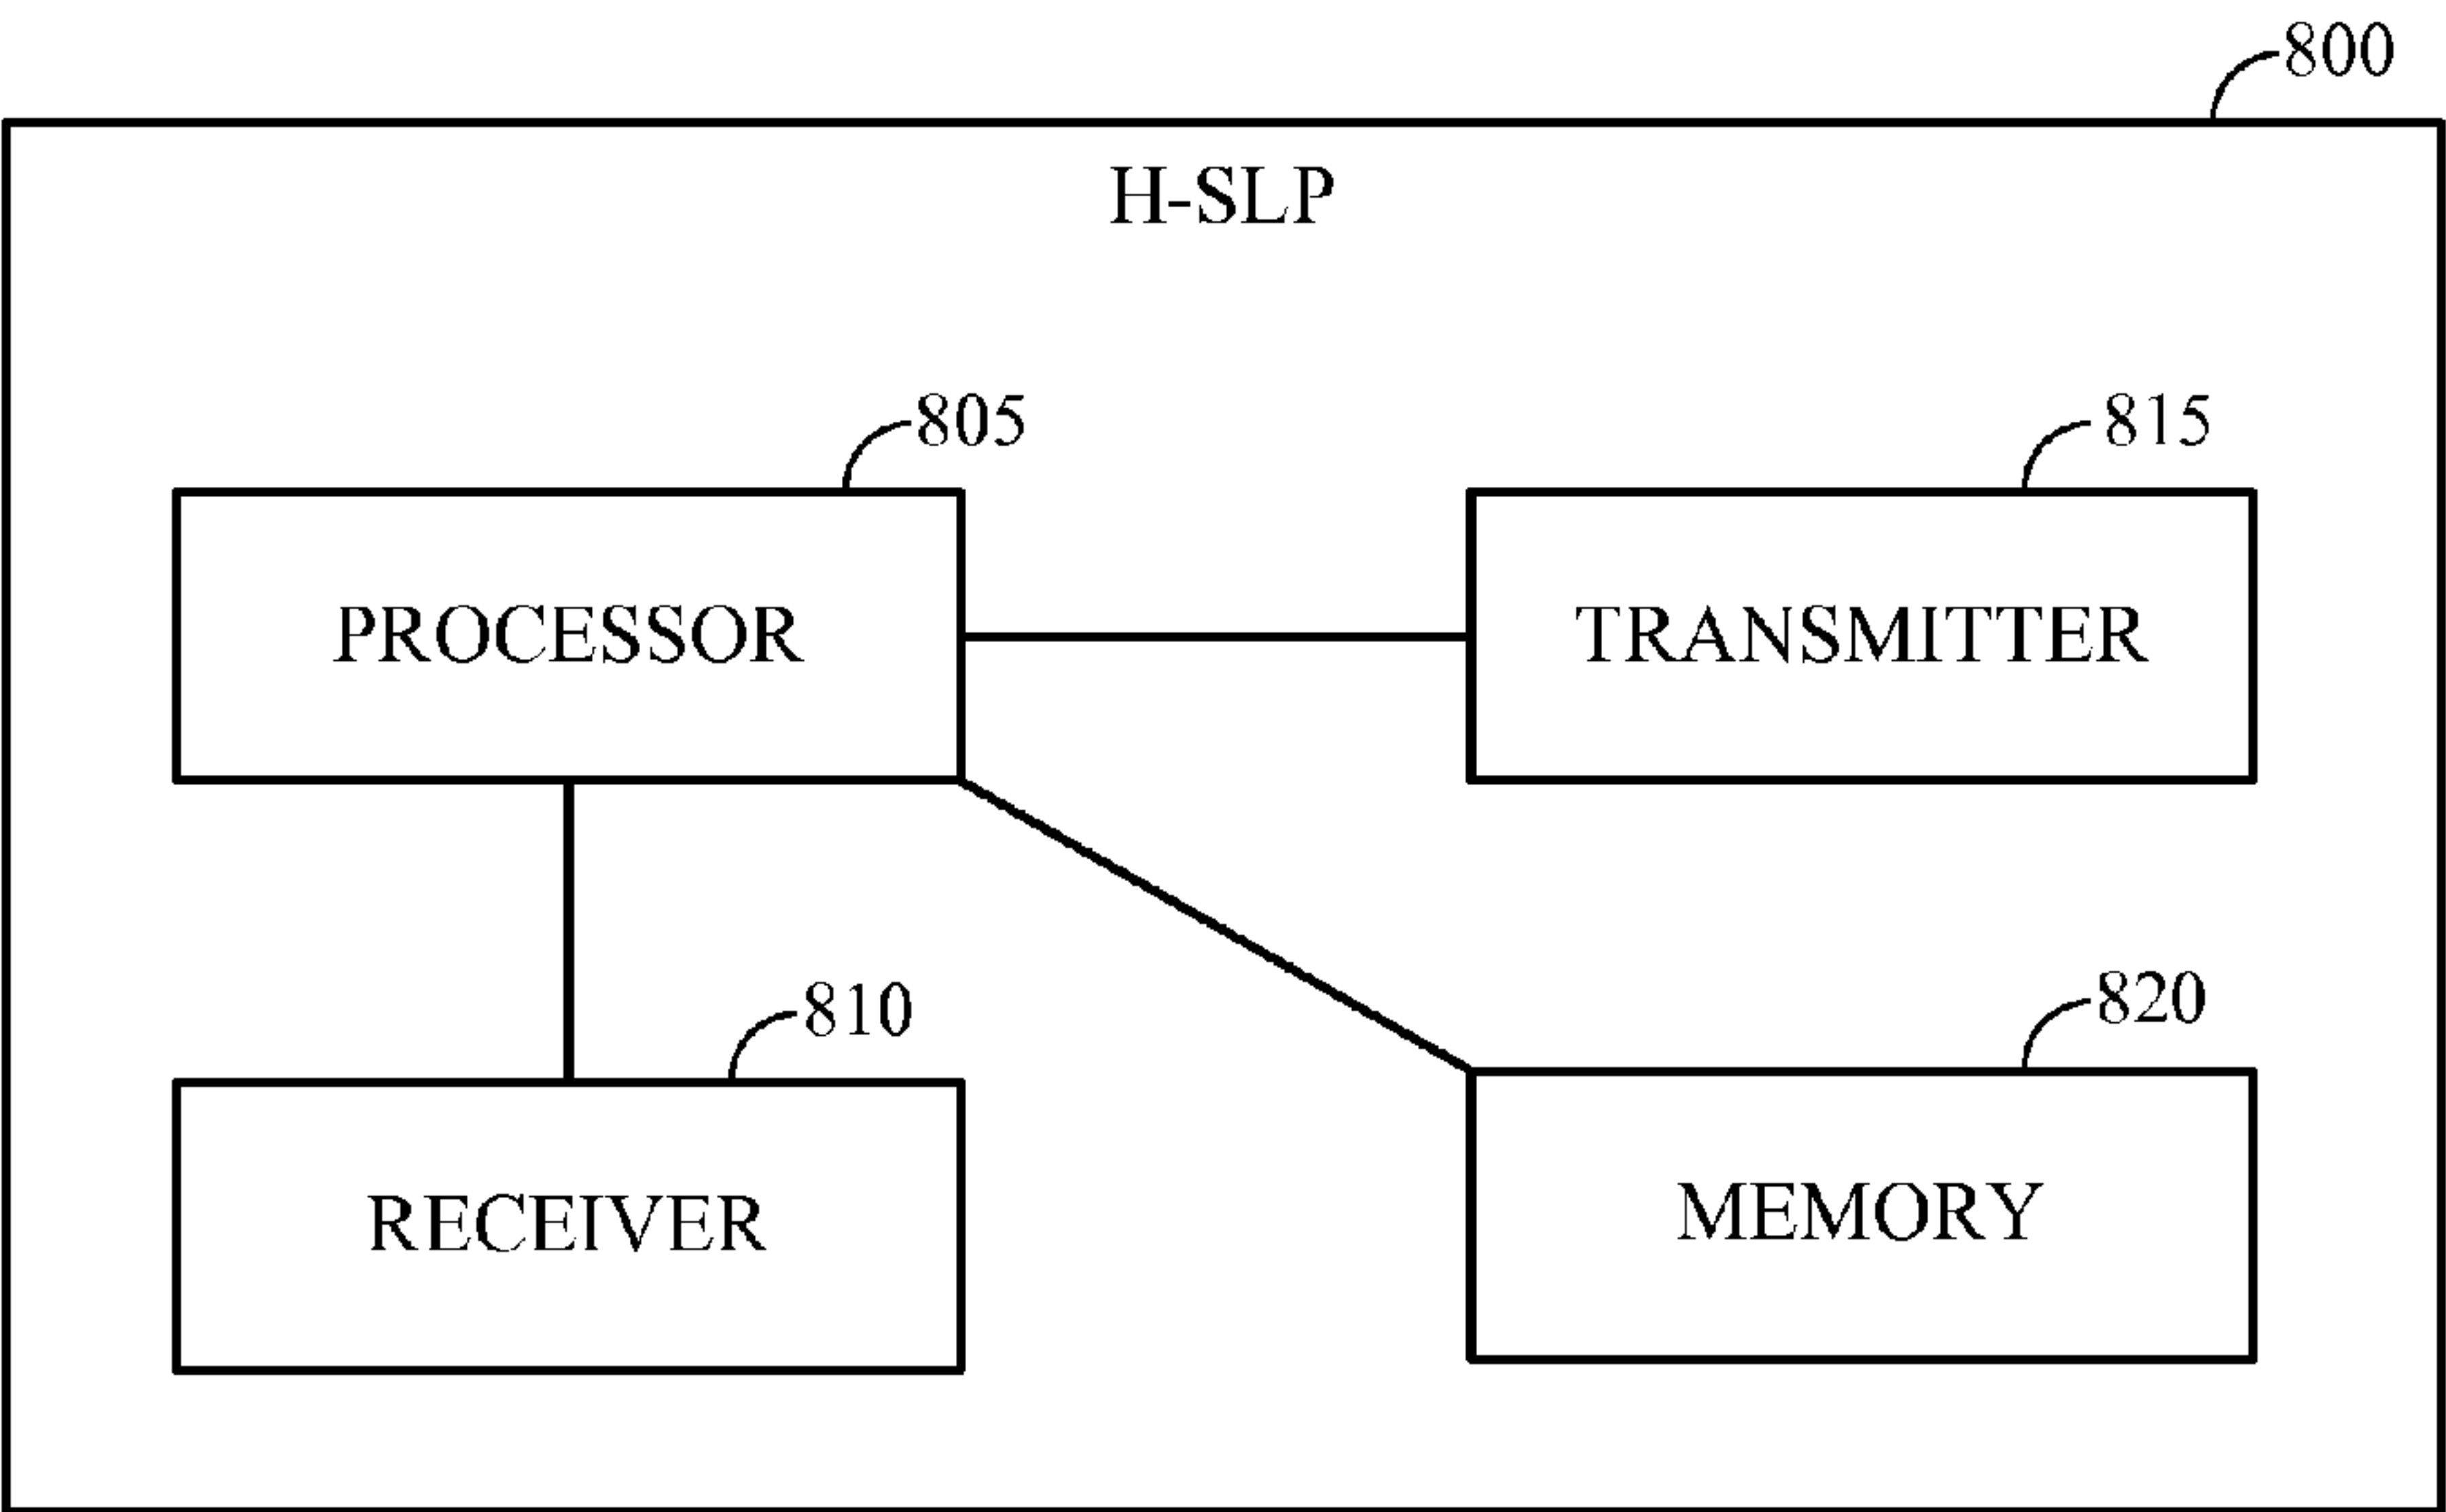 800
H-SLP
805
815
PROCESSOR
TRANSMITTER
810
820
RECEIVER
MEMORY